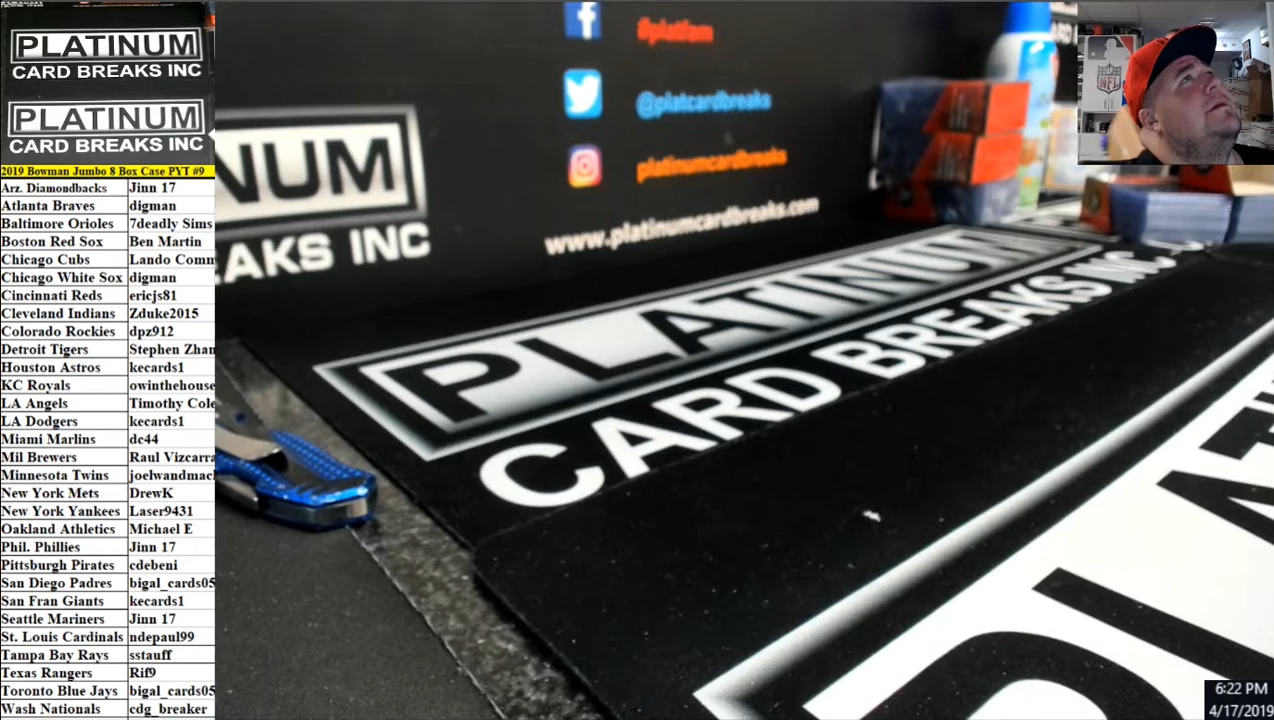 PLATINUM
CARD BREAKS INC
PLATINUM
CARD BREAKS INC
2019 Bowman Jumbo 8 Box Case PYT #9
Arz. Diamondbacks Jinn 17
Atlanta Braves digman
Baltimore Orioles 7deadly Sims
Boston Red Sox Ben Martin
Chicago Cubs Lando Comm
Chicago White Sox digman
Cincinnati Reds ericjs81
Cleveland Indians Zduke2015
Colorado Rockies dpz912
Detroit Tigers Stephen Zhan
Houston Astros kecards1
KC Royals owinthehouse
LA Angels Timothy Cole
LA Dodgers kecards1
Miami Marlins dc44
Mil Brewers Raul Vizcarra
Minnesota Twins joelwandmac
New York Mets DrewK
New York Yankees Laser9431
Oakland Athletics Michael E
Phil. Phillies Jinn 17
Pittsburgh Pirates cdebeni
San Diego Padres bigal_cards05
San Fran Giants kecards1
Seattle Mariners Jinn 17
St. Louis Cardinals ndepaul99
Tampa Bay Rays sstauff
Texas Rangers Rif9
Toronto Blue Jays bigal_cards05
Wash Nationals cdg_breaker
#platfam
@platcardbreaks
platinumcardbreaks
www.platinumcardbreaks.com
NUM
EAKS INC
PLATINUM
CARD BREAKS INC
PLAT
NFL
6:22 PM
4/17/2019